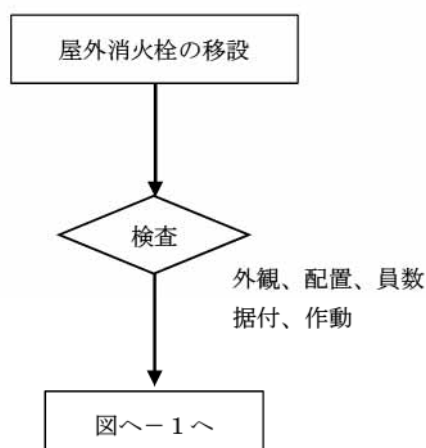 屋外消火栓の移設
検査
外観、配置、員数
据付、作動
図ヘ－１へ